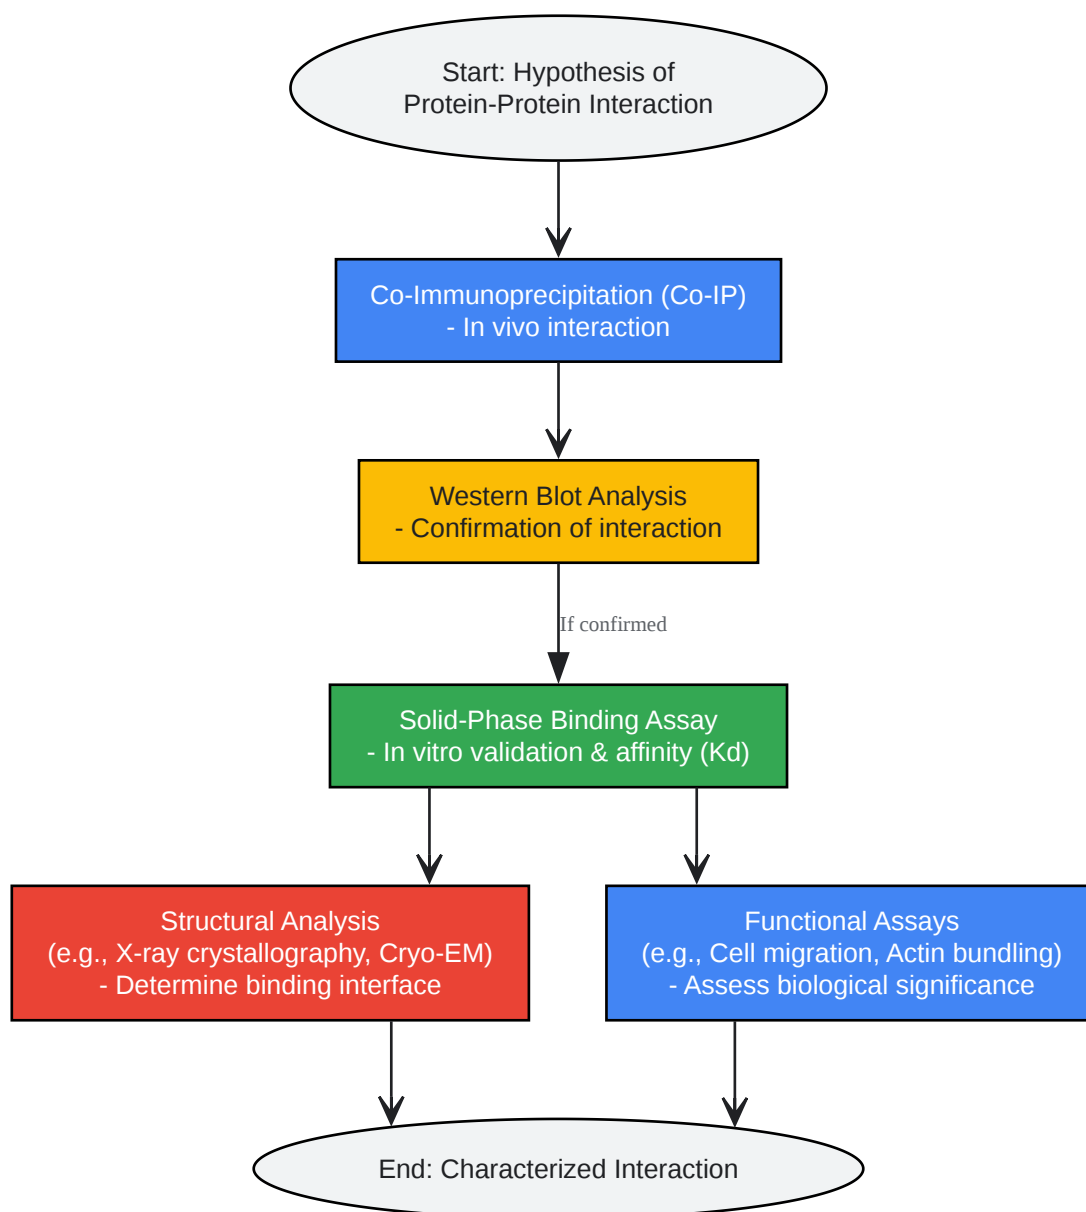 Start: Hypothesis of
Protein-Protein Interaction
Co-Immunoprecipitation (Co-IP)
- In vivo interaction
Western Blot Analysis
- Confirmation of interaction
If confirmed
Solid-Phase Binding Assay
- In vitro validation & affinity (Kd)
Structural Analysis
(e.g., X-ray crystallography, Cryo-EM)
- Determine binding interface
Functional Assays
(e.g., Cell migration, Actin bundling)
- Assess biological significance
End: Characterized Interaction